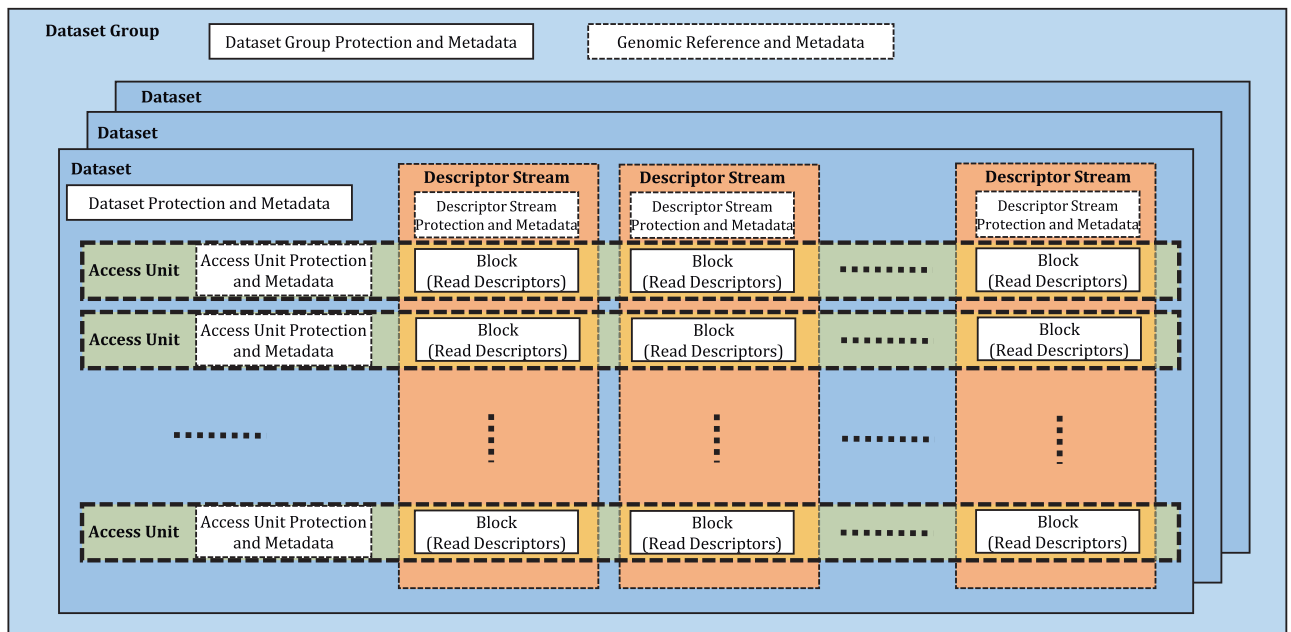 Dataset Group
Dataset Group Protection and Metadata
Genomic Reference and Metadata
Dataset
Dataset
Dataset
Dataset Protection and Metadata
Descriptor Stream
Descriptor Stream
Protection and Metadata
Descriptor Stream
Descriptor Stream
Protection and Metadata
Descriptor Stream
Descriptor Stream
Protection and Metadata
Access Unit
Access Unit Protection
and Metadata
Block
(Read Descriptors)
Block
(Read Descriptors)
Block
(Read Descriptors)
Access Unit
Access Unit Protection
and Metadata
Block
(Read Descriptors)
Block
(Read Descriptors)
Block
(Read Descriptors)
Access Unit
Access Unit Protection
and Metadata
Block
(Read Descriptors)
Block
(Read Descriptors)
Block
(Read Descriptors)